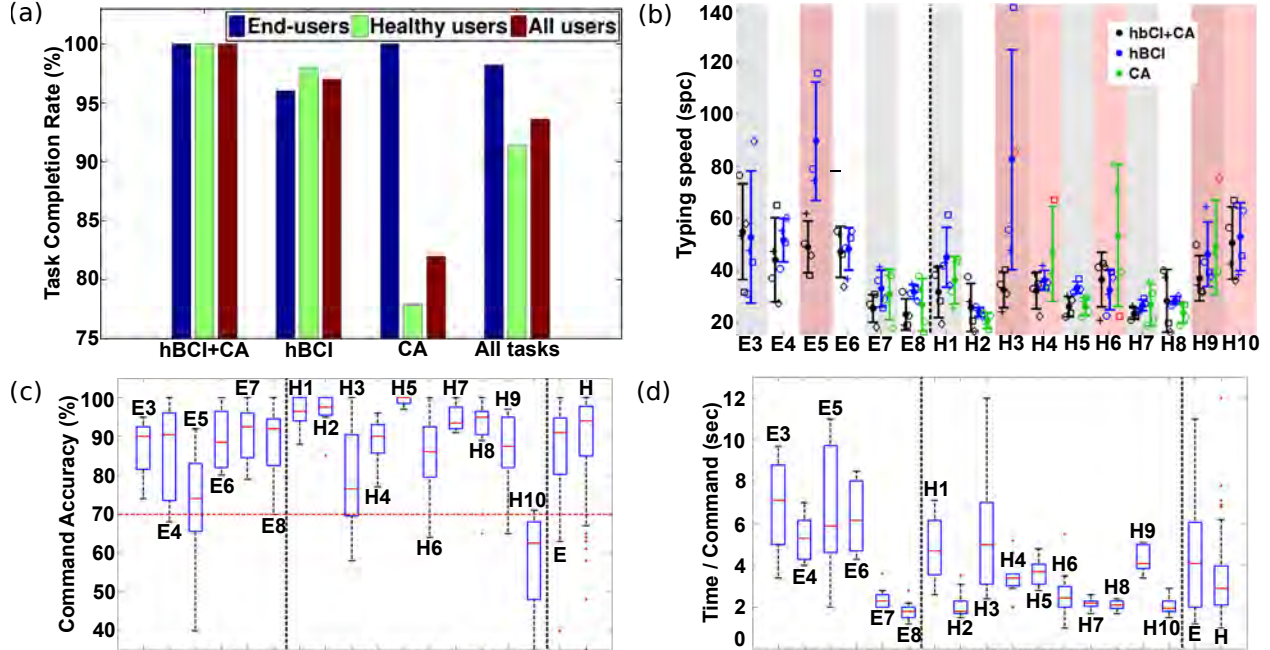 (a)
End-users Healthy users All users
Task Completion Rate (%)
100
95
90
85
80
75
hBCI+CA hBCI CA All tasks
(b)
Typing speed (spc)
140
120
100
80
60
40
20
hbCI+CA
hBCI
CA
E3 E4 E5 E6 E7 E8 H1 H2 H3 H4 H5 H6 H7 H8 H9 H10
(c)
Command Accuracy (%)
100
90
80
70
60
50
40
E3 E4 E5 E6 E7 E8 H1 H2 H3 H4 H5 H6 H7 H8 H9 H10 E H
(d)
Time / Command (sec)
12
10
8
6
4
2
0
E3 E4 E5 E6 E7 E8 H1 H2 H3 H4 H5 H6 H7 H8 H9 H10 E H